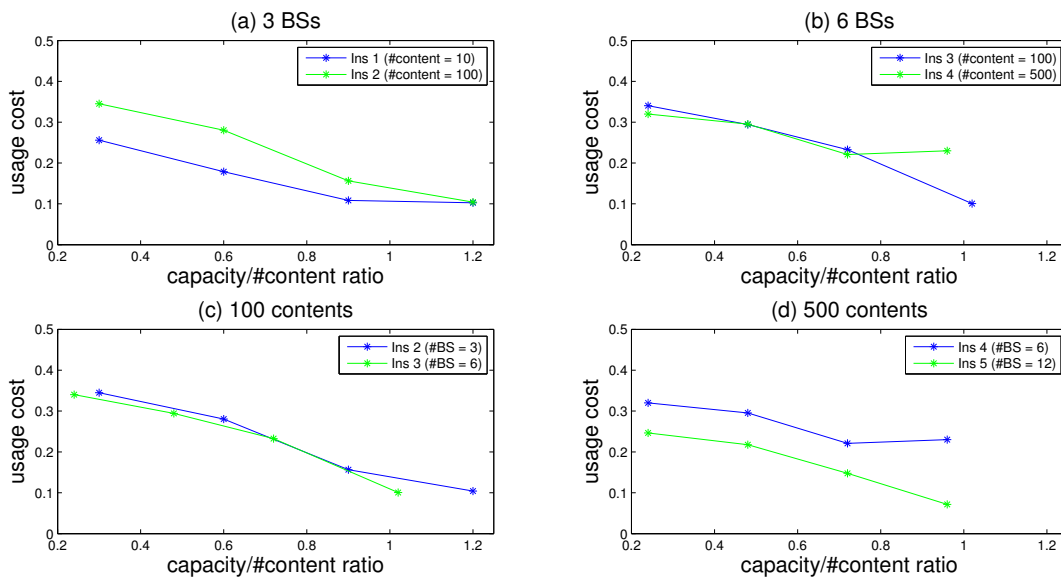 (a) 3 BSs
0.5
0.4
0.3
0.2
0.1
0
0.2 0.4 0.6 0.8 1.0 1.2
usage cost
capacity/#content ratio
Ins 1 (#content = 10)
Ins 2 (#content = 100)
(b) 6 BSs
0.5
0.4
0.3
0.2
0.1
0
0.2 0.4 0.6 0.8 1 1.2
usage cost
capacity/#content ratio
Ins 3 (#content = 100)
Ins 4 (#content = 500)
(c) 100 contents
0.5
0.4
0.3
0.2
0.1
0
0.2 0.4 0.6 0.8 1.0 1.2
usage cost
capacity/#content ratio
Ins 2 (#BS = 3)
Ins 3 (#BS = 6)
(d) 500 contents
0.5
0.4
0.3
0.2
0.1
0
0.2 0.4 0.6 0.8 1 1.2
usage cost
capacity/#content ratio
Ins 4 (#BS = 6)
Ins 5 (#BS = 12)